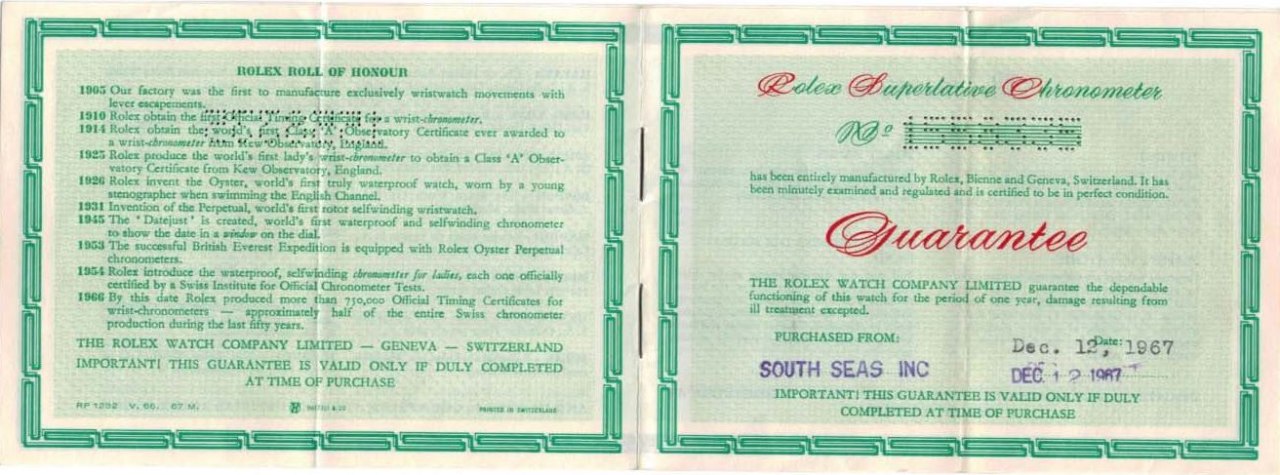 ROLEX ROLL OF HONOUR
1905 Our factory was the first to manufacture exclusively wristwatch movements with
lever escapements.
1910 Rolex obtain the first Official Timing Certificate for a wrist-chronometer.
1914 Rolex obtain the world's first Class 'A' Observatory Certificate ever awarded to
a wrist-chronometer from Kew Observatory, England.
1925 Rolex produce the world's first lady's wrist-chronometer to obtain a Class 'A' Obser-
vatory Certificate from Kew Observatory, England.
1926 Rolex invent the Oyster, world's first truly waterproof watch, worn by a young
stenographer when swimming the English Channel.
1931 Invention of the Perpetual, world's first rotor selfwinding wristwatch.
1945 The 'Datejust' is created, world's first waterproof and selfwinding chronometer
to show the date in a window on the dial.
1953 The successful British Everest Expedition is equipped with Rolex Oyster Perpetual
chronometers.
1954 Rolex introduce the waterproof, selfwinding chronometer for ladies, each one officially
certified by a Swiss Institute for Official Chronometer Tests.
1966 By this date Rolex produced more than 750,000 Official Timing Certificates for
wrist-chronometers — approximately half of the entire Swiss chronometer
production during the last fifty years.
THE ROLEX WATCH COMPANY LIMITED — GENEVA — SWITZERLAND
IMPORTANT! THIS GUARANTEE IS VALID ONLY IF DULY COMPLETED
AT TIME OF PURCHASE
V. 66. 67 M. PRINTED IN SWITZERLAND
Rolex Superlative Chronometer
No
has been entirely manufactured by Rolex, Bienne and Geneva, Switzerland. It has
been minutely examined and regulated and is certified to be in perfect condition.
Guarantee
THE ROLEX WATCH COMPANY LIMITED guarantee the dependable
functioning of this watch for the period of one year, damage resulting from
ill treatment excepted.
PURCHASED FROM: Date:
Dec. 12, 1967
SOUTH SEAS INC DEC 12 1967
IMPORTANT! THIS GUARANTEE IS VALID ONLY IF DULY
COMPLETED AT TIME OF PURCHASE